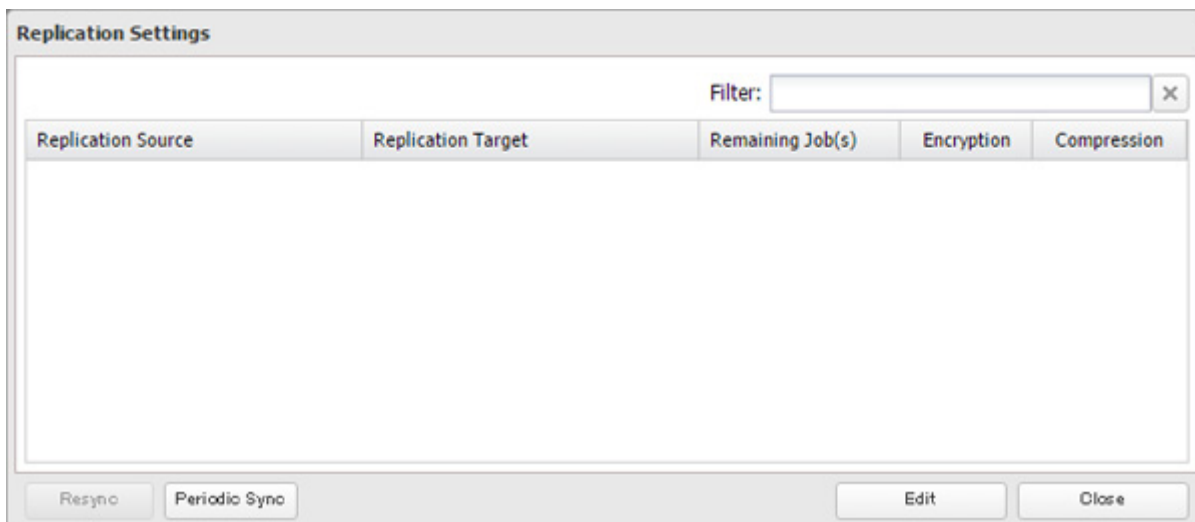 Replication Settings
Filter:
Replication Source Replication Target Remaining Job(s) Encryption Compression
Resync Periodic Sync Edit Close